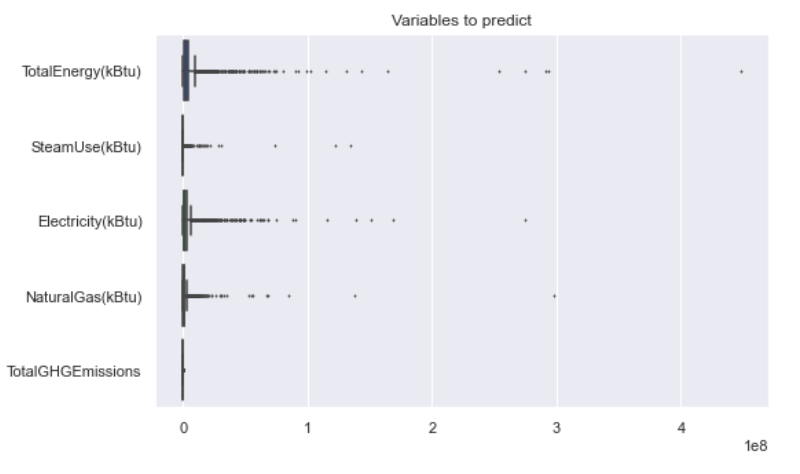 Variables to predict
TotalEnergy(kBtu)
SteamUse(kBtu)
Electricity(kBtu)
NaturalGas(kBtu)
TotalGHGEmissions
0 1 2 3 4
1e8